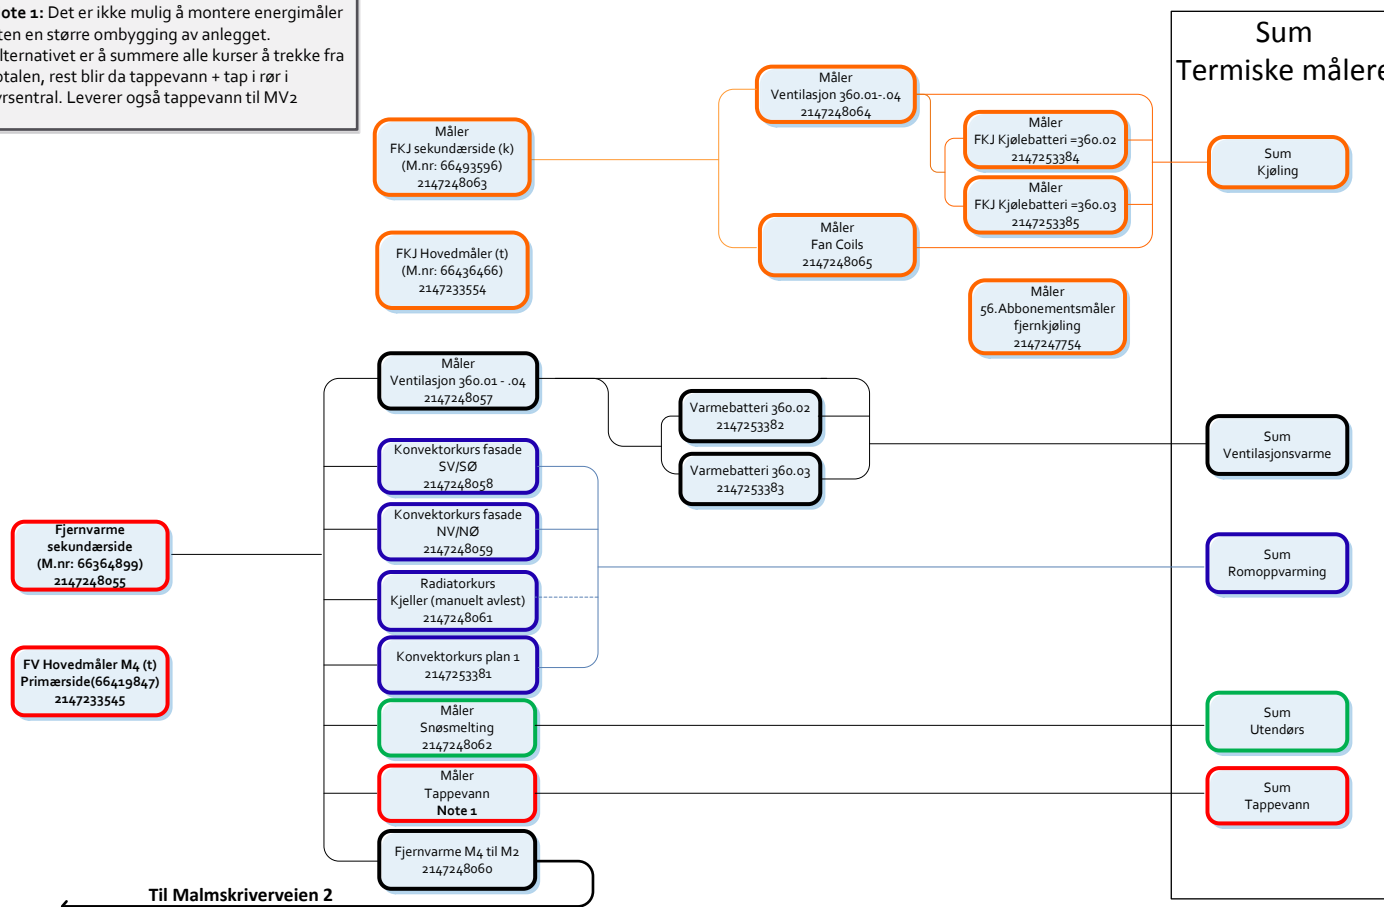 ote 1: Det er ikke mulig å montere energimåler
ten en større ombygging av anlegget.
lternativet er å summere alle kurser å trekke fra
otalen, rest blir da tappevann + tap i rør i
yrsentral. Leverer også tappevann til MV2
Sum
Termiske målere
Måler
FKJ sekundærside (k)
(M.nr: 66493596)
2147248063
Måler
Ventilasjon 360.01-.04
2147248064
Måler
FKJ Kjølebatteri =360.02
2147253384
Måler
FKJ Kjølebatteri =360.03
2147253385
Sum
Kjøling
FKJ Hovedmåler (t)
(M.nr: 66436466)
2147233554
Måler
Fan Coils
2147248065
Måler
56.Abbonementsmåler
fjernkjøling
2147247754
Måler
Ventilasjon 360.01 - .04
2147248057
Varmebatteri 360.02
2147253382
Varmebatteri 360.03
2147253383
Sum
Ventilasjonsvarme
Konvektorkurs fasade
SV/SØ
2147248058
Konvektorkurs fasade
NV/NØ
2147248059
Fjernvarme
sekundærside
(M.nr: 66364899)
2147248055
Radiatorkurs
Kjeller (manuelt avlest)
2147248061
Sum
Romoppvarming
FV Hovedmåler M4 (t)
Primærside(66419847)
2147233545
Konvektorkurs plan 1
2147253381
Måler
Snøsmelting
2147248062
Sum
Utendørs
Måler
Tappevann
Note 1
Sum
Tappevann
Fjernvarme M4 til M2
2147248060
Til Malmskriverveien 2